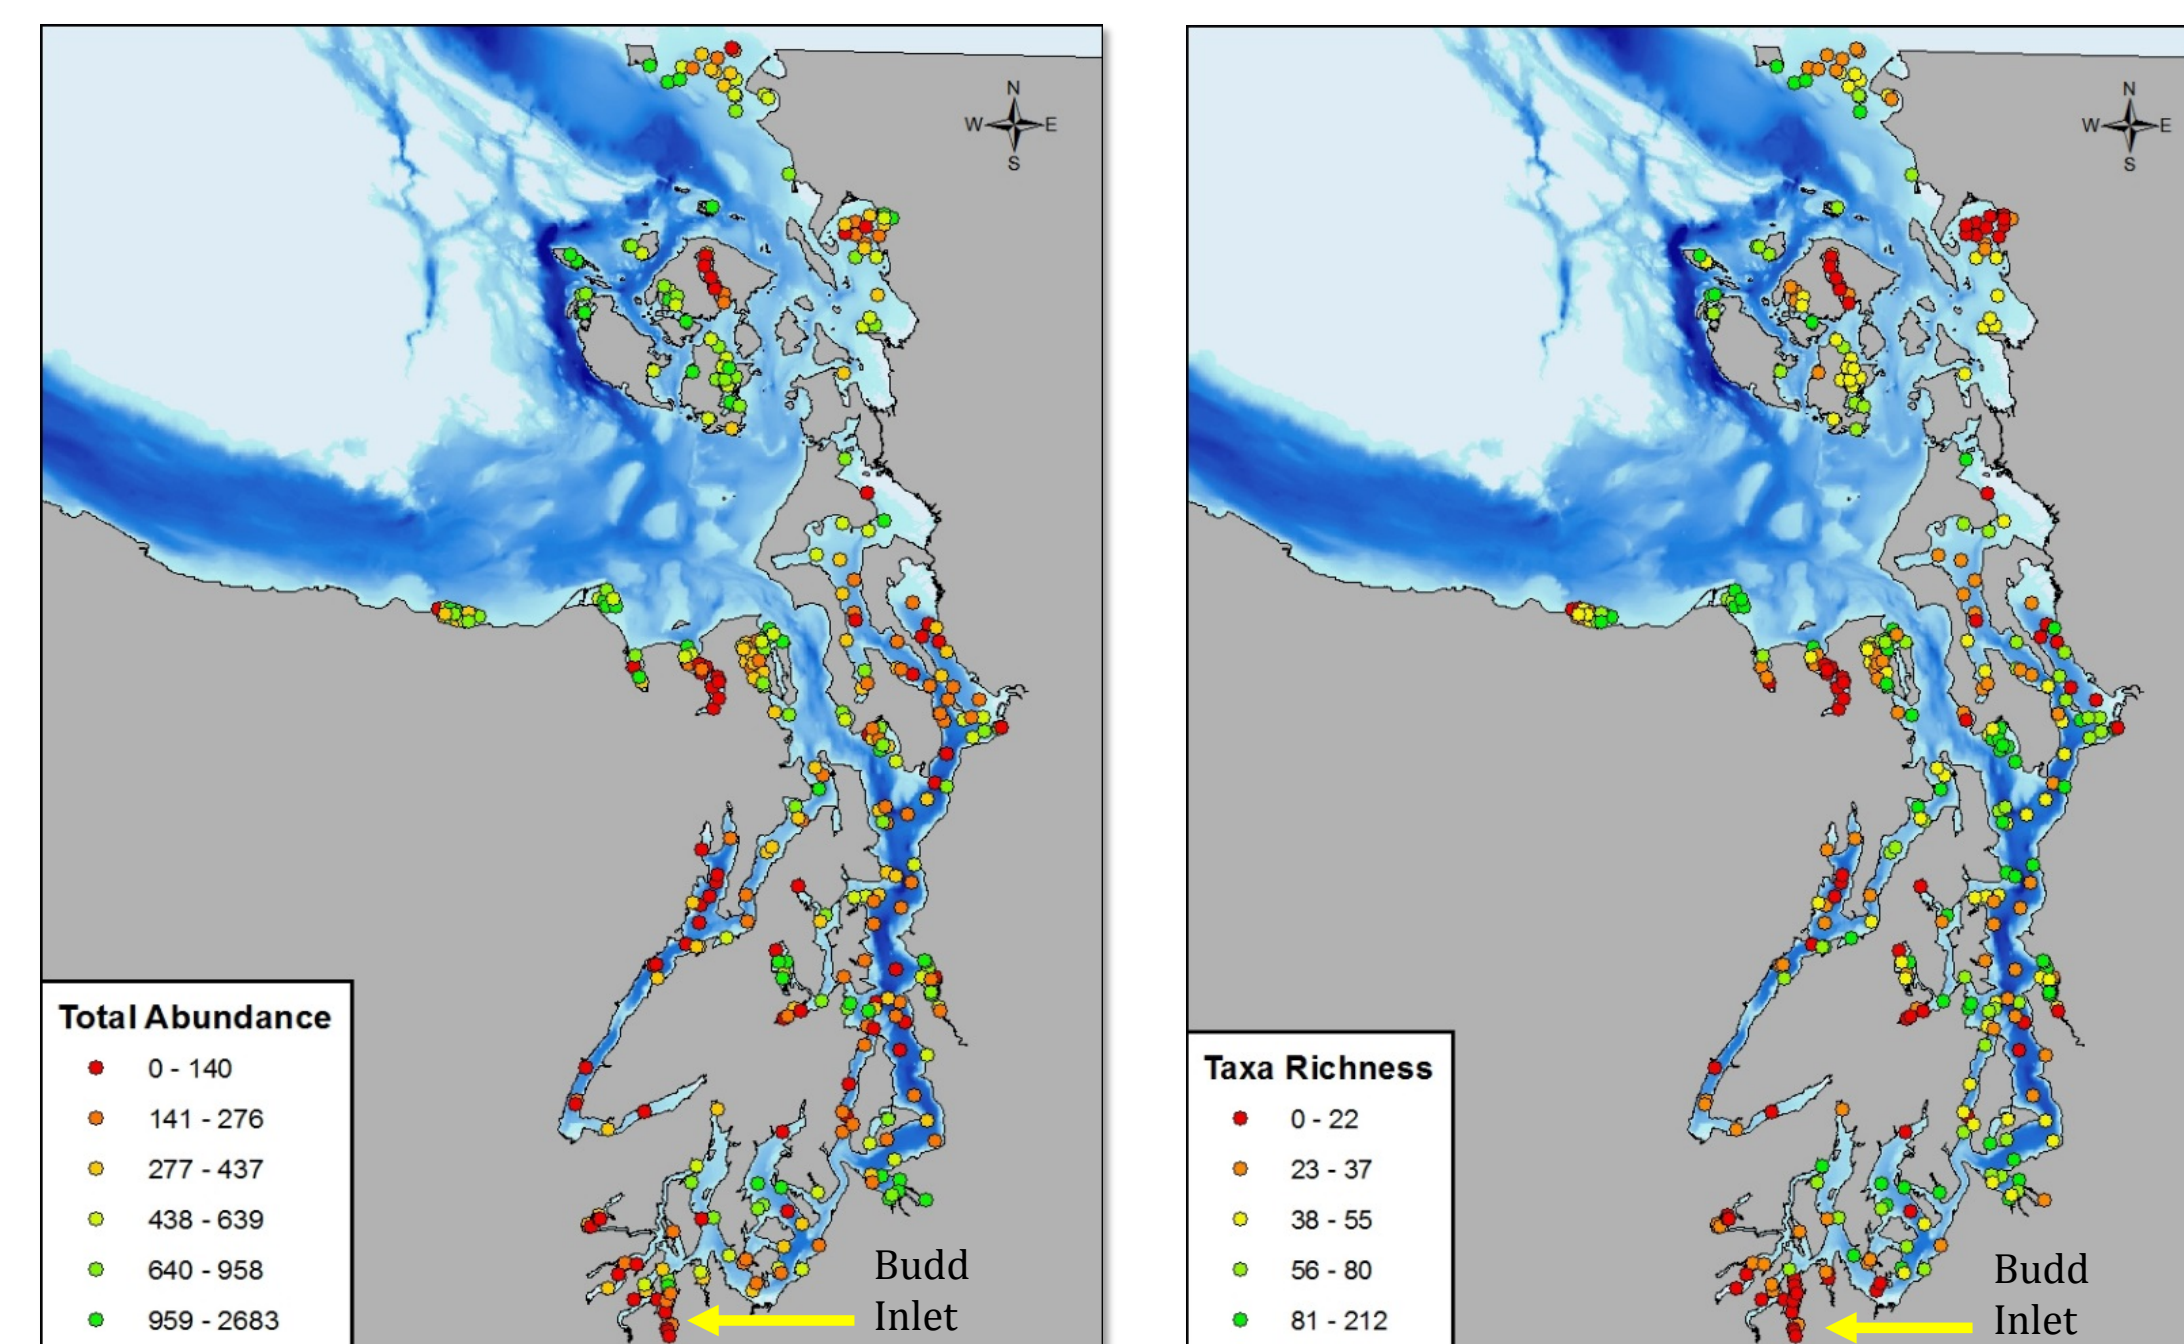 N
W E
S
Total Abundance
0 - 140
141 - 276
277 - 437
438 - 639
640 - 958
959 - 2683
Budd
Inlet
N
W E
S
Taxa Richness
0 - 22
23 - 37
38 - 55
56 - 80
81 - 212
Budd
Inlet